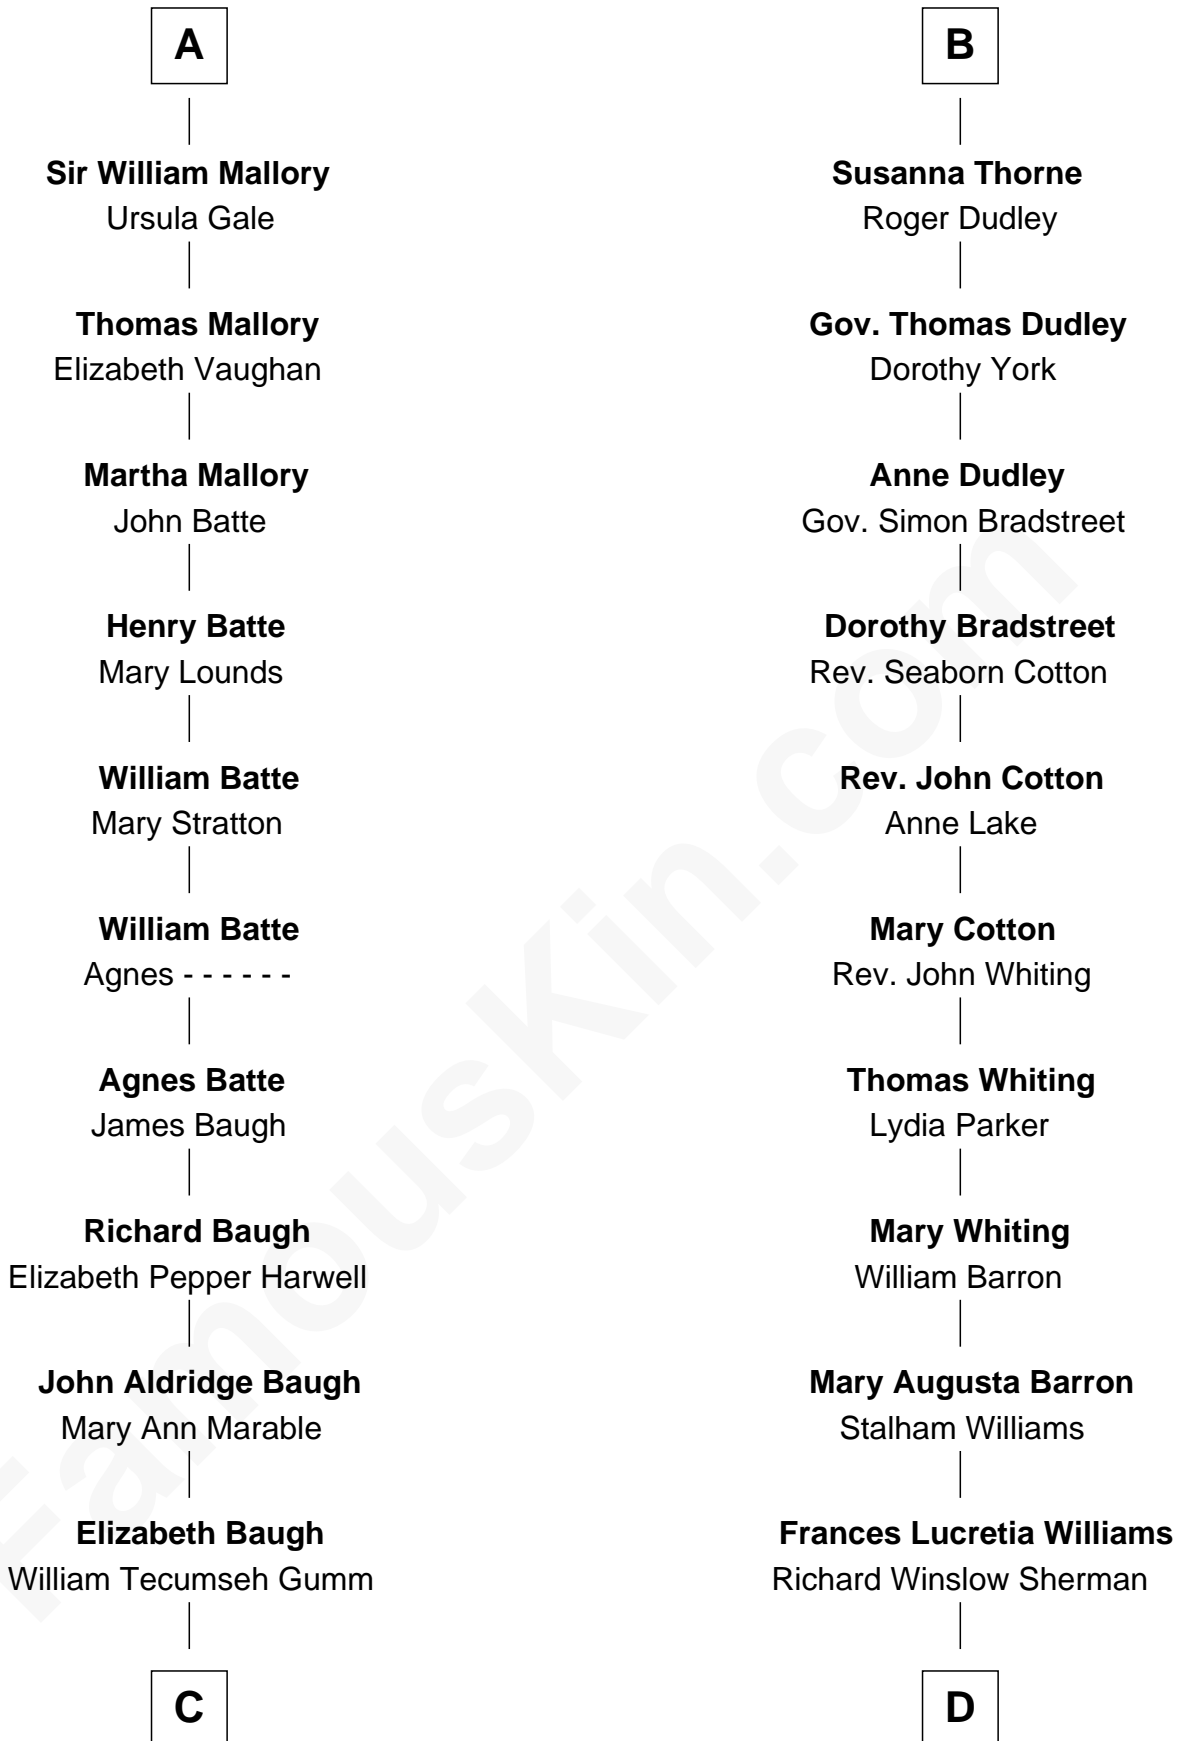 A
Sir William Mallory
Ursula Gale
Thomas Mallory
Elizabeth Vaughan
Martha Mallory
John Batte
Henry Batte
Mary Lounds
William Batte
Mary Stratton
William Batte
Agnes - - - - - -
Agnes Batte
James Baugh
Richard Baugh
Elizabeth Pepper Harwell
John Aldridge Baugh
Mary Ann Marable
Elizabeth Baugh
William Tecumseh Gumm
C
B
Susanna Thorne
Roger Dudley
Gov. Thomas Dudley
Dorothy York
Anne Dudley
Gov. Simon Bradstreet
Dorothy Bradstreet
Rev. Seaborn Cotton
Rev. John Cotton
Anne Lake
Mary Cotton
Rev. John Whiting
Thomas Whiting
Lydia Parker
Mary Whiting
William Barron
Mary Augusta Barron
Stalham Williams
Frances Lucretia Williams
Richard Winslow Sherman
D
FamousKin.com